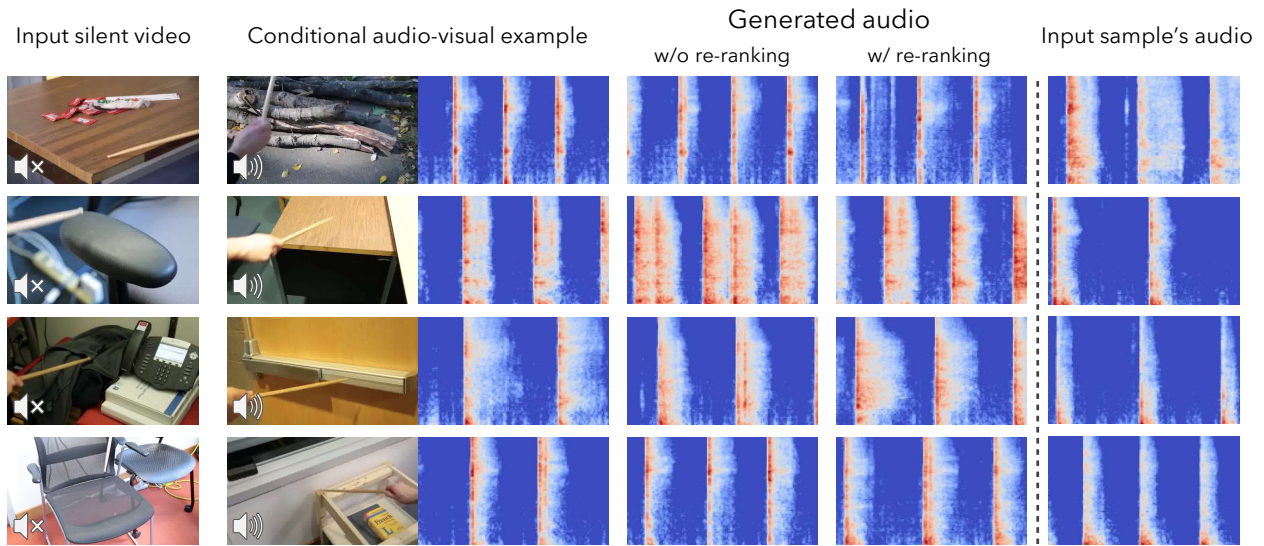 Input silent video
Conditional audio-visual example
Generated audio
w/o re-ranking
w/ re-ranking
Input sample's audio